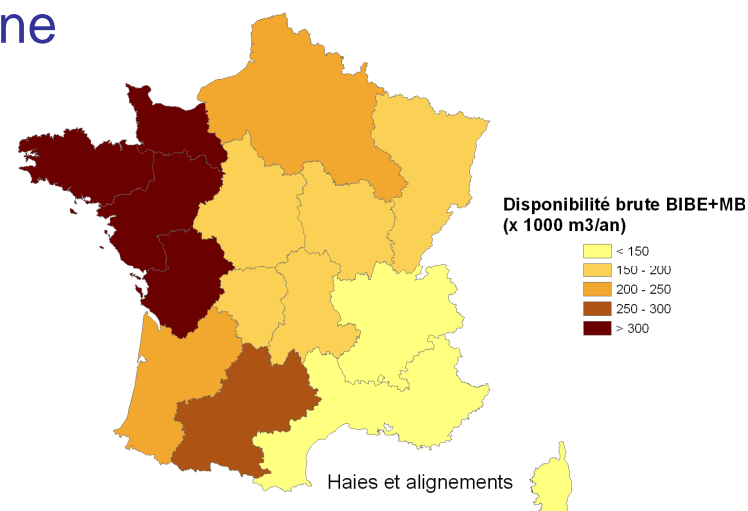 ne
Disponibilité brute BIBE+MB
(x 1000 m3/an)
< 150
150 - 200
200 - 250
250 - 300
> 300
Haies et alignements